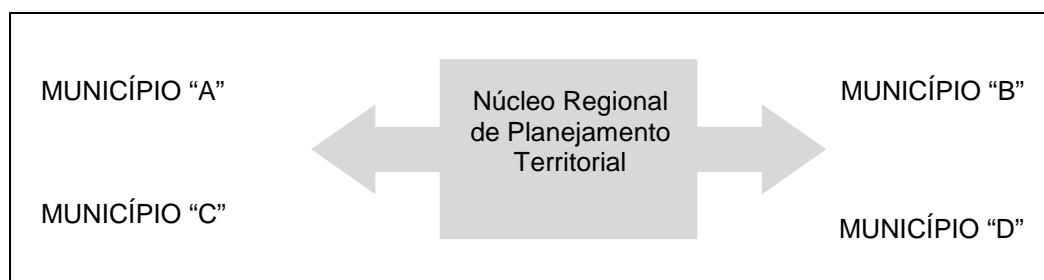 MUNICÍPIO “A”
Núcleo Regional
de Planejamento
Territorial
MUNICÍPIO “B”
MUNICÍPIO “C”
MUNICÍPIO “D”